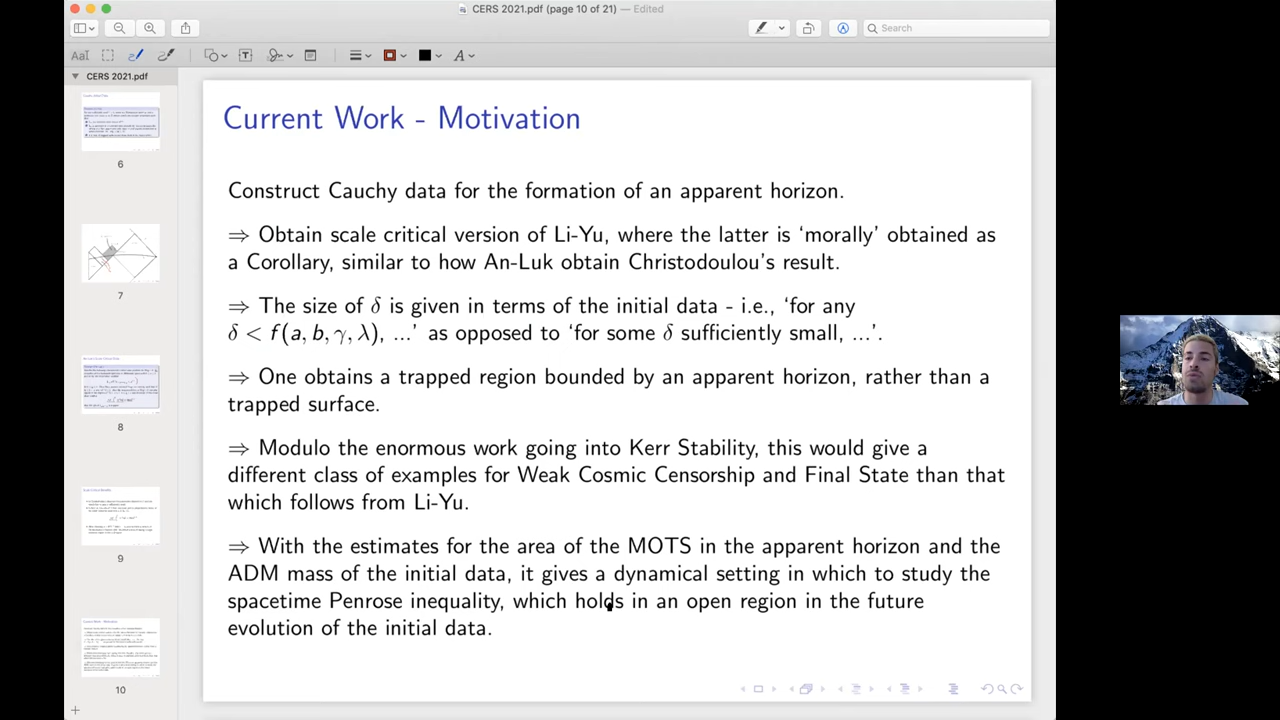 CERS 2021.pdf (page 10 of 21) — Edited
Search
CERS 2021.pdf
Current Work - Motivation
Construct Cauchy data for the formation of an apparent horizon.
⇒ Obtain scale critical version of Li-Yu, where the latter is ‘morally’ obtained as
a Corollary, similar to how An-Luk obtain Christodoulou’s result.
⇒ The size of δ is given in terms of the initial data - i.e., ‘for any
δ < f(a, b, γ, λ), ...’ as opposed to ‘for some δ sufficiently small, ...’.
⇒ One obtains a trapped region bounded by an apparent horizon, rather than a
trapped surface.
⇒ Modulo the enormous work going into Kerr Stability, this would give a
different class of examples for Weak Cosmic Censorship and Final State than that
which follows from Li-Yu.
⇒ With the estimates for the area of the MOTS in the apparent horizon and the
ADM mass of the initial data, it gives a dynamical setting in which to study the
spacetime Penrose inequality, which holds in an open region in the future
evolution of the initial data.
6
7
8
9
10